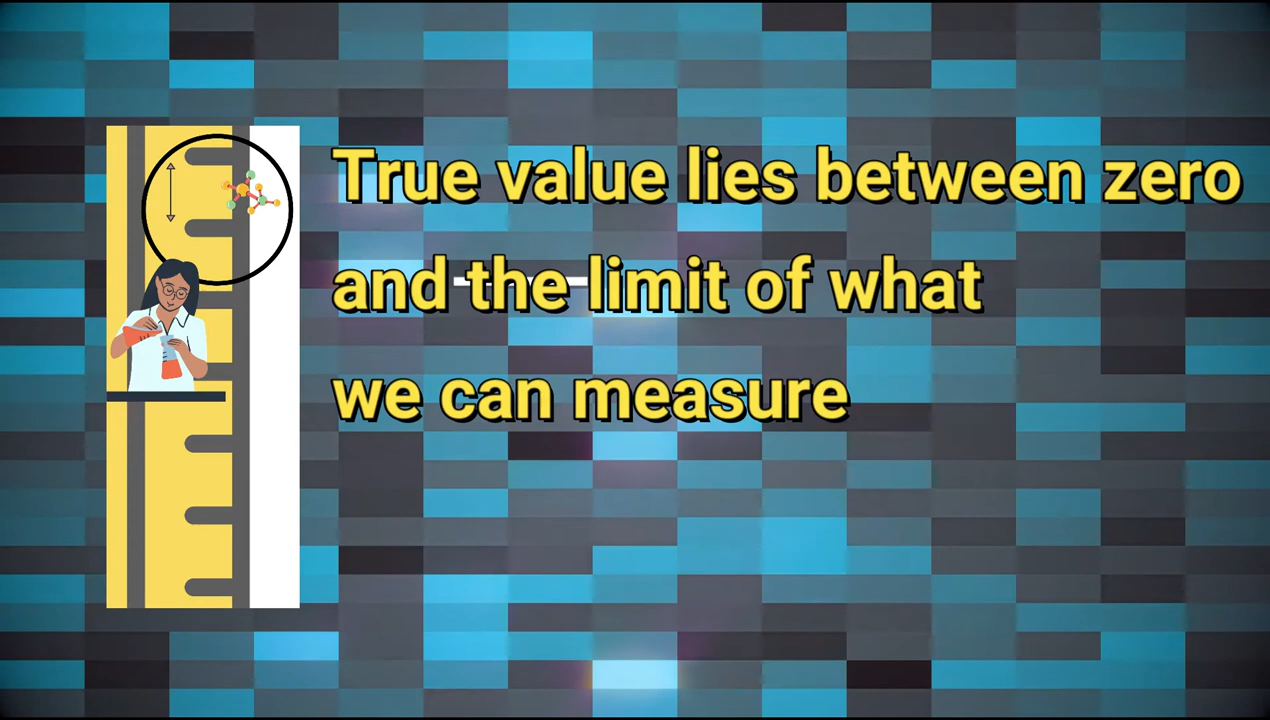 True value lies between zero
and the limit of what
we can measure